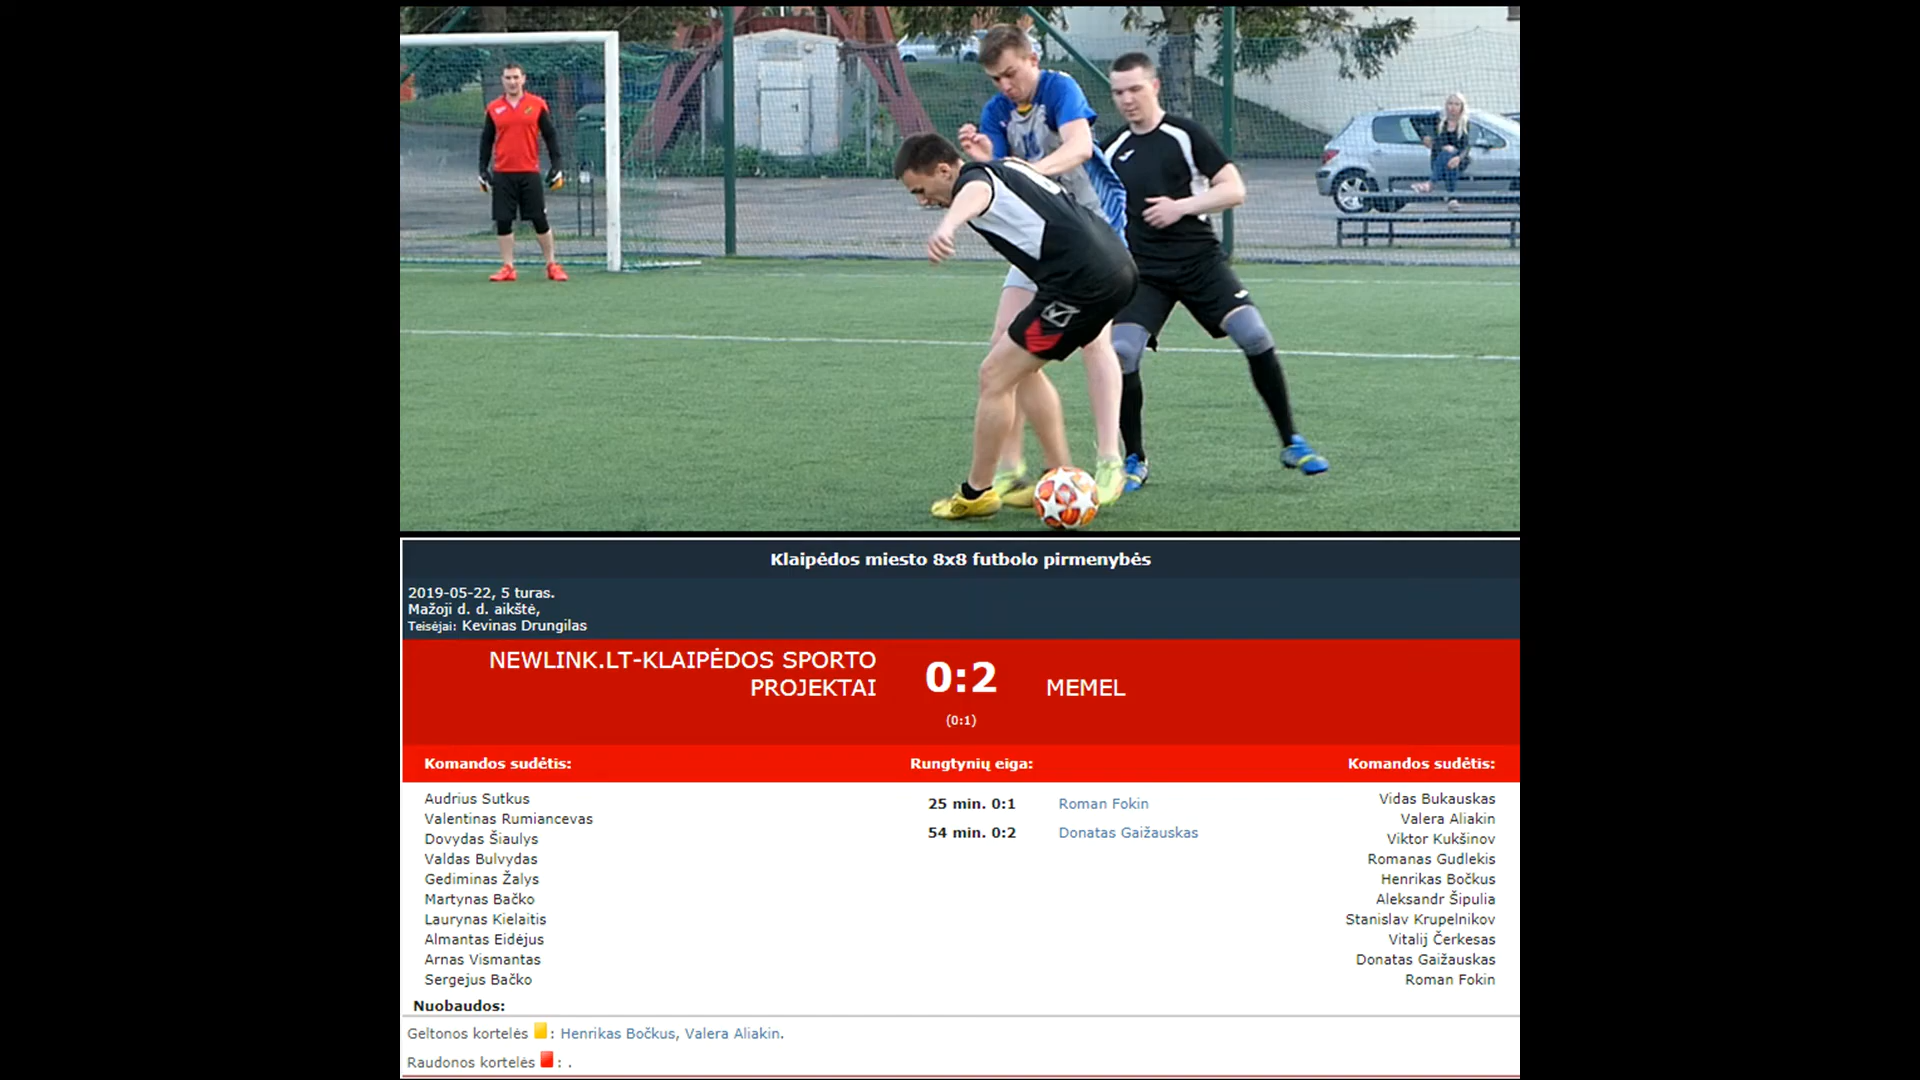 Klaipėdos miesto 8x8 futbolo pirmenybės
2019-05-22, 5 turas.
Mažoji d. d. aikštė,
Teisėjai: Kevinas Drungilas
NEWLINK.LT-KLAIPĖDOS SPORTO
PROJEKTAI
0:2
MEMEL
(0:1)
Komandos sudėtis:
Rungtynių eiga:
Komandos sudėtis:
Audrius Sutkus
Valentinas Rumiancevas
Dovydas Šiaulys
Valdas Bulvydas
Gediminas Žalys
Martynas Bačko
Laurynas Kielaitis
Almantas Eidėjus
Arnas Vismantas
Sergejus Bačko
25 min. 0:1 Roman Fokin
54 min. 0:2 Donatas Gaižauskas
Vidas Bukauskas
Valera Aliakin
Viktor Kukšinov
Romanas Gudlekis
Henrikas Bočkus
Aleksandr Šipulia
Stanislav Krupelnikov
Vitalij Čerkesas
Donatas Gaižauskas
Roman Fokin
Nuobaudos:
Geltonos kortelės : Henrikas Bočkus, Valera Aliakin.
Raudonos kortelės : .